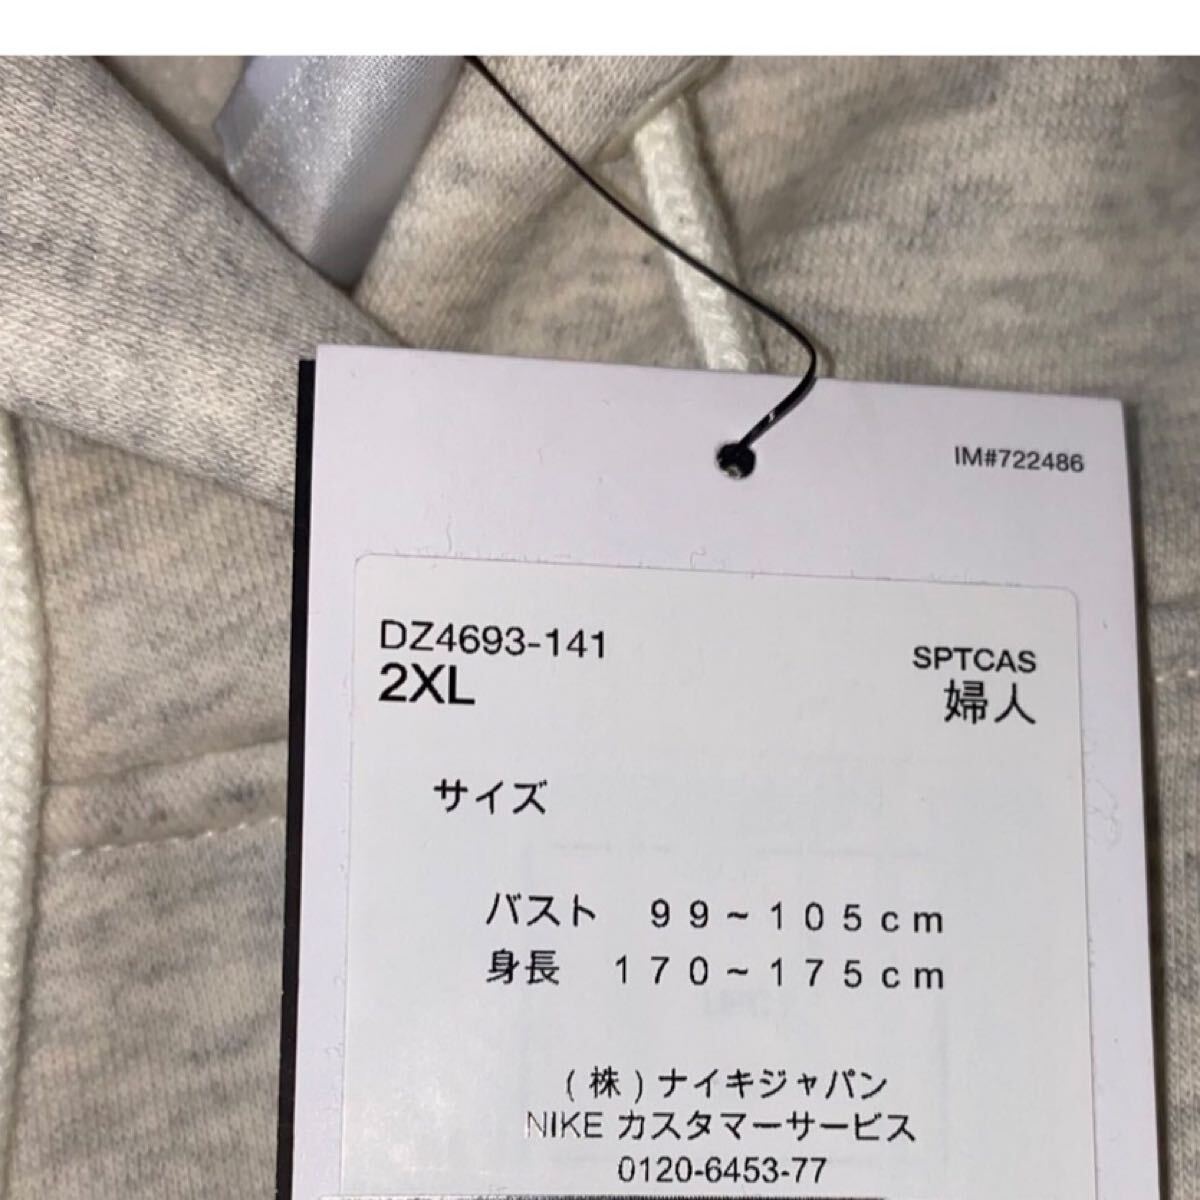 IM#722486
DZ4693-141
2XL
SPTCAS
婦人
サイズ
バスト 99~105cm
身長 170~175cm
(株)ナイキジャパン
NIKE カスタマーサービス
0120-6453-77